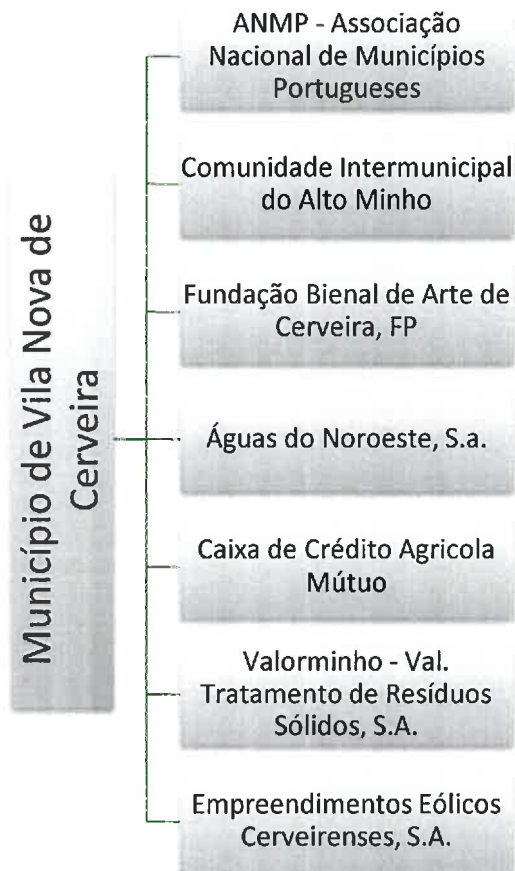 Município de Vila Nova de
Cerveira
ANMP - Associação
Nacional de Municípios
Portugueses
Comunidade Intermunicipal
do Alto Minho
Fundação Bienal de Arte de
Cerveira, FP
Águas do Noroeste, S.a.
Caixa de Crédito Agricola
Mútuo
Valorminho - Val.
Tratamento de Resíduos
Sólidos, S.A.
Empreendimentos Eólicos
Cerveirenses, S.A.